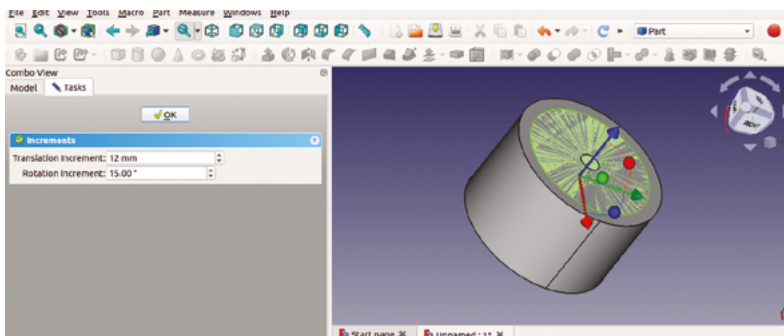 File Edit View Tools Macro Part Measure Windows Help
Part
Combo View
Model Tasks
OK
Increments
Translation Increment: 12 mm
Rotation Increment: 15.00 °
Start page Unnamed : 1*